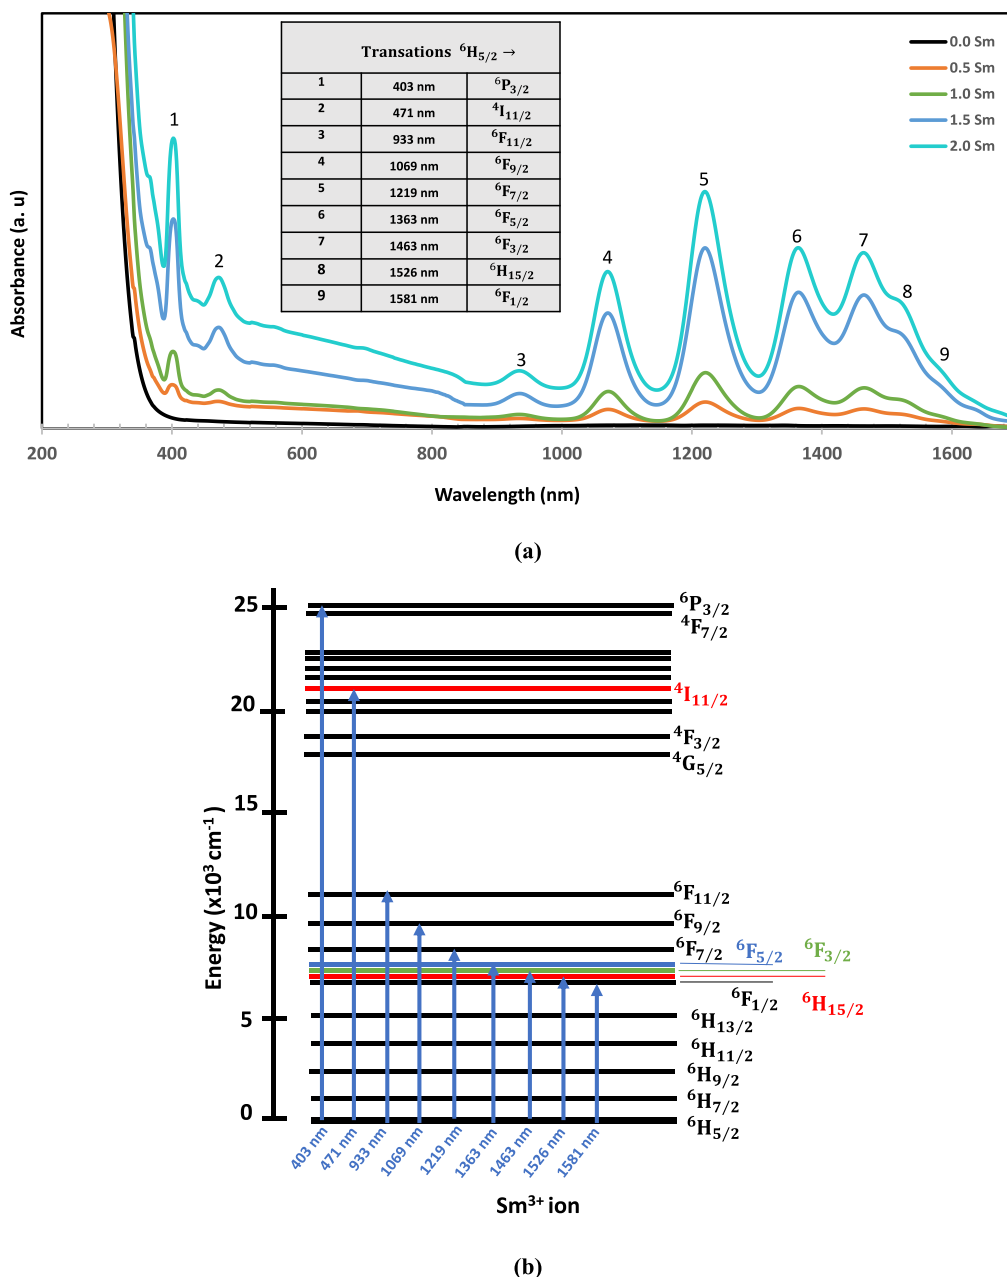 Transations ⁶H₅/₂ →
1 403 nm ⁶P₃/₂
2 471 nm ⁴I₁₁/₂
3 933 nm ⁶F₁₁/₂
4 1069 nm ⁶F₉/₂
5 1219 nm ⁶F₇/₂
6 1363 nm ⁶F₅/₂
7 1463 nm ⁶F₃/₂
8 1526 nm ⁶H₁₅/₂
9 1581 nm ⁶F₁/₂
0.0 Sm
0.5 Sm
1.0 Sm
1.5 Sm
2.0 Sm
1 2 3 4 5 6 7 8 9
Absorbance (a. u)
200 400 600 800 1000 1200 1400 1600
Wavelength (nm)
(a)
Energy (x10³ cm⁻¹)
25
20
15
10
5
0
⁶P₃/₂
⁴F₇/₂
⁴I₁₁/₂
⁴F₃/₂
⁴G₅/₂
⁶F₁₁/₂
⁶F₉/₂
⁶F₇/₂ ⁶F₅/₂ ⁶F₃/₂
⁶F₁/₂ ⁶H₁₅/₂
⁶H₁₃/₂
⁶H₁₁/₂
⁶H₉/₂
⁶H₇/₂
⁶H₅/₂
403 nm
471 nm
933 nm
1069 nm
1219 nm
1363 nm
1463 nm
1526 nm
1581 nm
Sm³⁺ ion
(b)